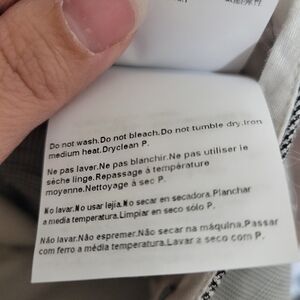 Do not wash.Do not bleach.Do not tumble dry.Iron
medium heat.Dryclean P.
Ne pas laver.Ne pas blanchir.Ne pas utiliser le
sèche linge.Repassage à température
moyenne.Nettoyage à sec P.
No lavar.No usar lejía.No secar en secadora.Planchar
a media temperatura.Limpiar en seco sólo P.
Não lavar.Não espremer.Não secar na máquina.Passar
com ferro a média température.Lavar a seco com P.